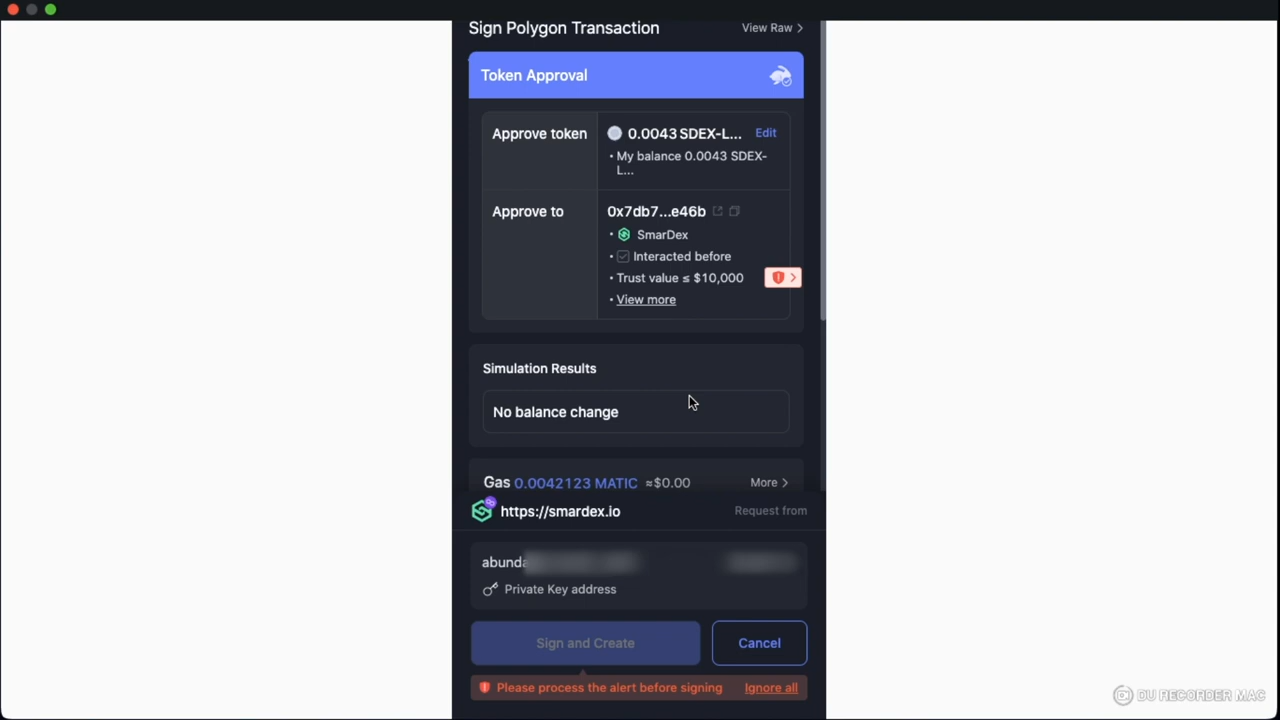 Sign Polygon Transaction
View Raw >
Token Approval
Approve token
0.0043 SDEX-L... Edit
• My balance 0.0043 SDEX-
L...
Approve to
0x7db7...e46b
• SmarDex
• Interacted before
• Trust value ≤ $10,000
• View more
Simulation Results
No balance change
Gas 0.0042123 MATIC ≈$0.00 More >
https://smardex.io Request from
abunda
Private Key address
Sign and Create Cancel
Please process the alert before signing Ignore all
DU RECORDER MAC